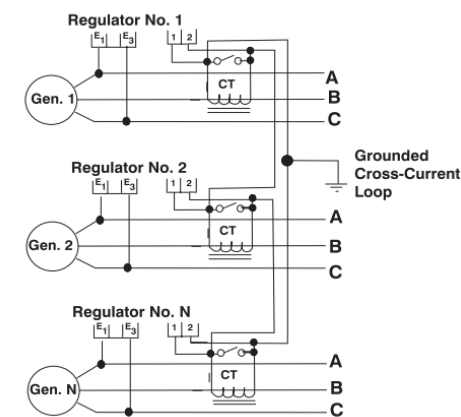 Regulator No. 1
E1 E3 1 2
CT
A
Gen. 1 B
C
Grounded
Cross-Current
Loop
Regulator No. 2
E1 E3 1 2
CT
A
Gen. 2 B
C
Regulator No. N
E1 E3 1 2
CT
A
Gen. N B
C